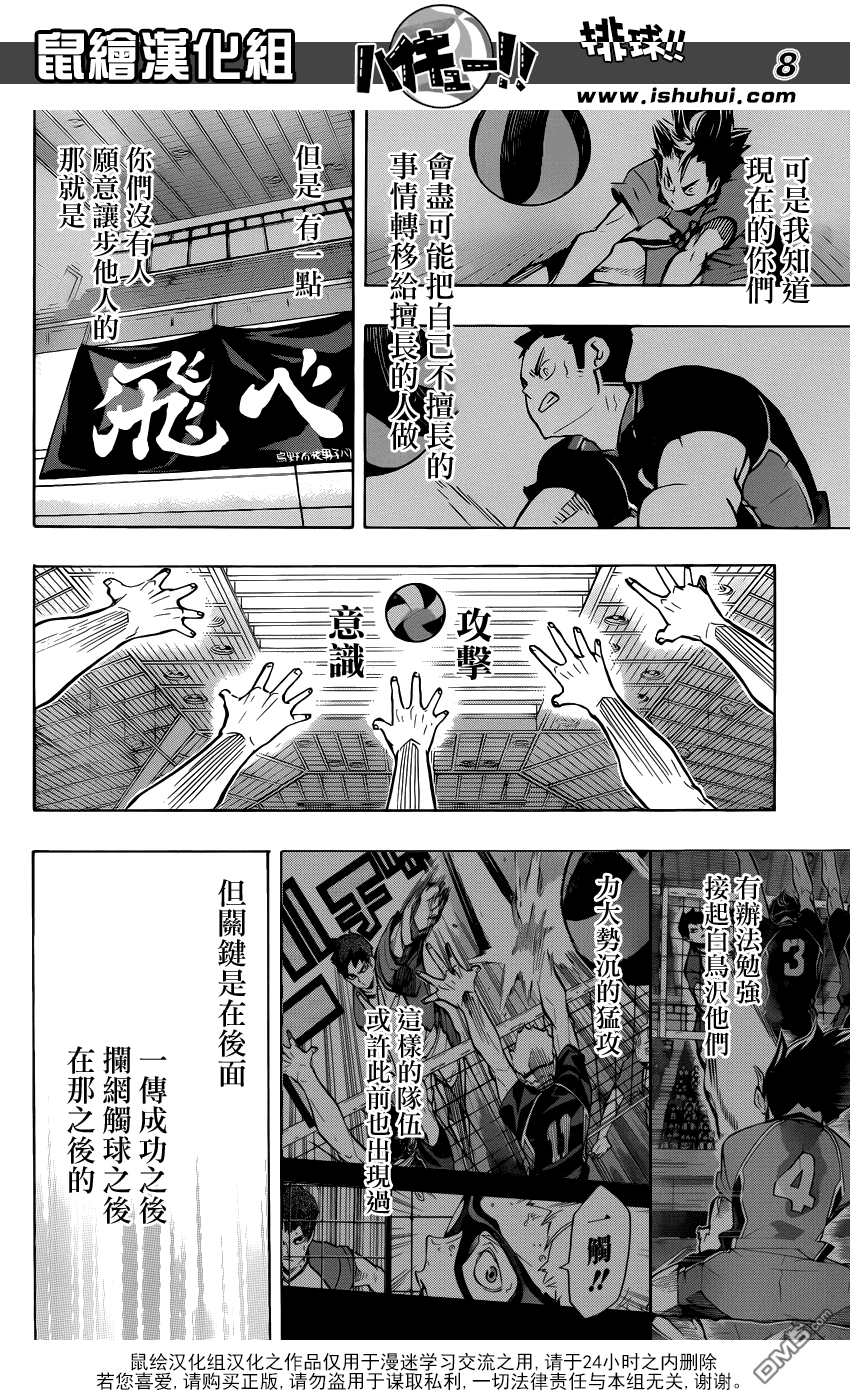 鼠繪漢化組
ハイキュー!!
排球!!
8
www.ishuhui.com
可是我知道
現在的你們
會盡可能把自己不擅長的
事情轉移給擅長的人做
但是 有一點
你們沒有人
願意讓步他人的
那就是
飛べ
攻擊
意識
有辦法勉強
接起白鳥沢他們
3
4
力大勢沉的猛攻
這樣的隊伍
或許此前也出現過
11
一觸!!
但關鍵是在後面
一傳成功之後
攔網觸球之後
在那之後的
鼠绘汉化组汉化之作品仅用于漫迷学习交流之用, 请于24小时之内删除
若您喜爱, 请购买正版, 请勿滥用于谋取私利, 一切法律责任与本组无关, 谢谢。
DM5.com